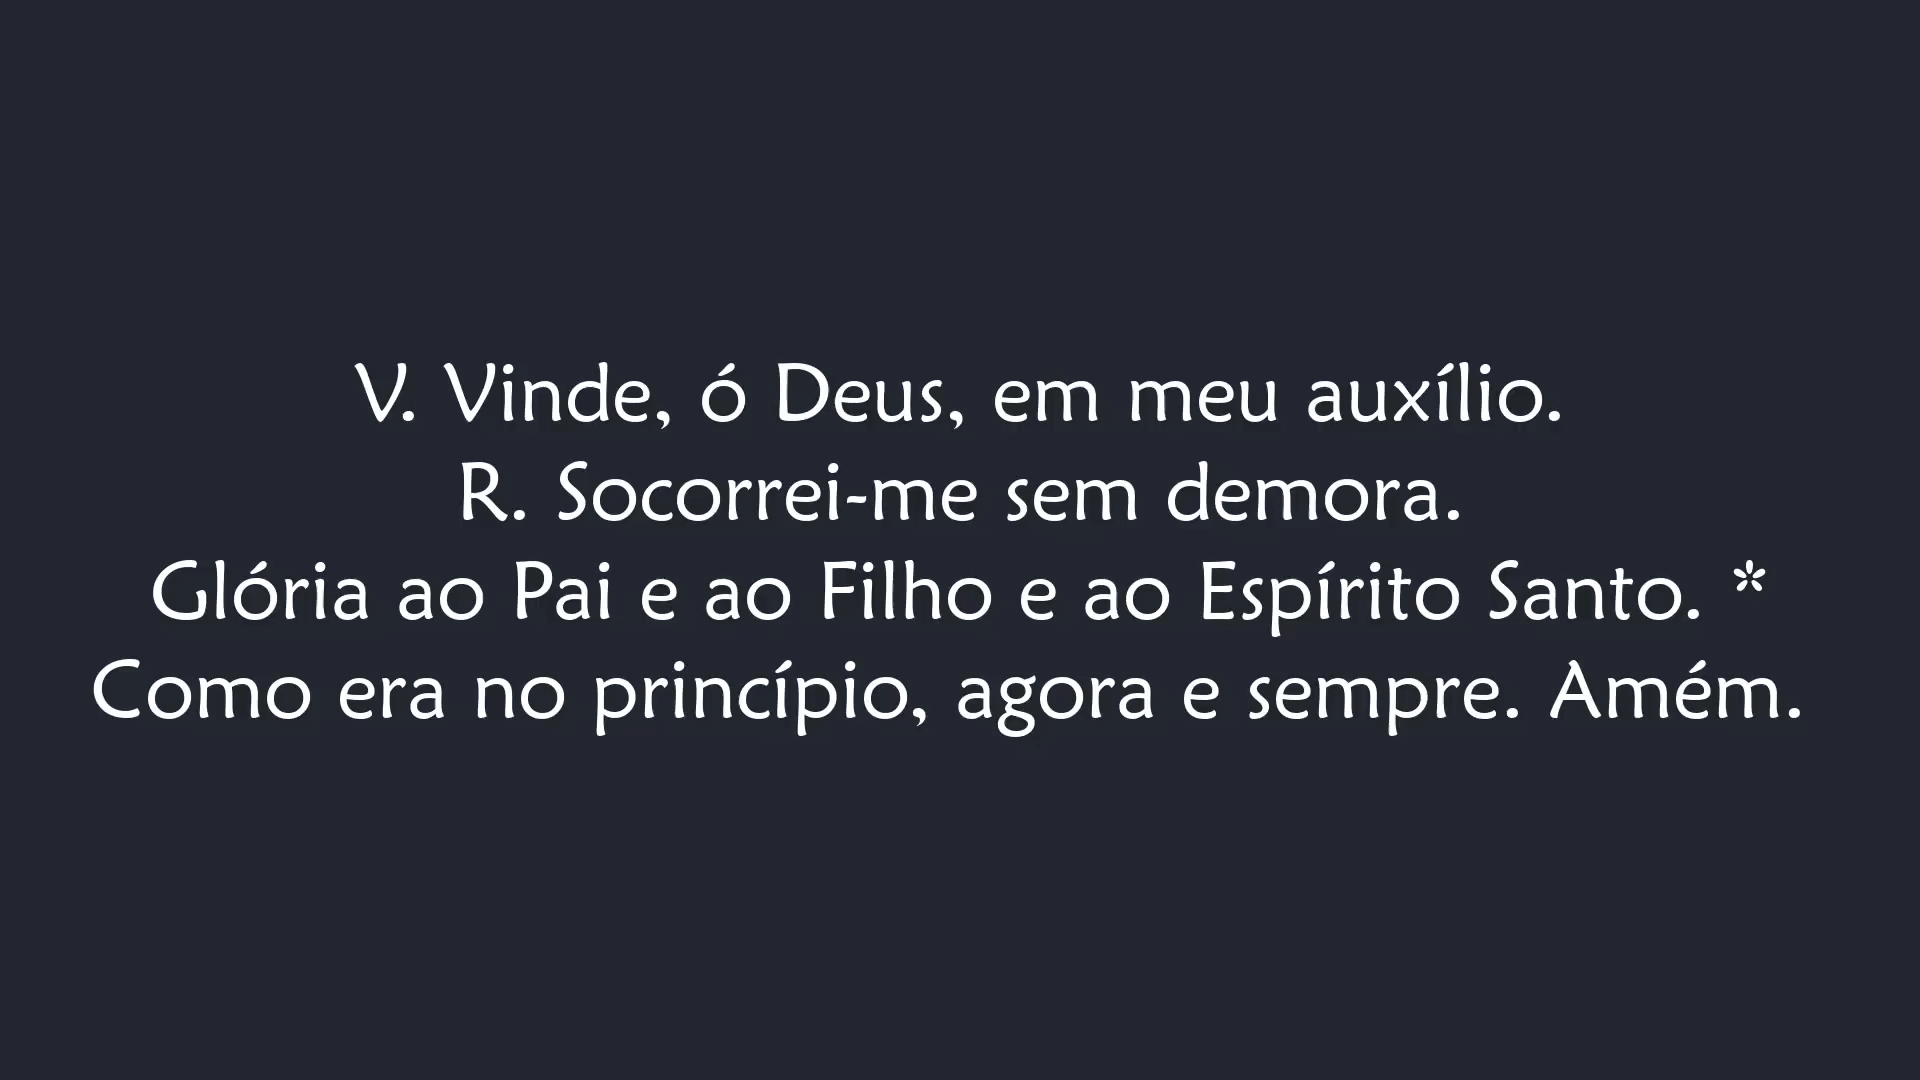 V. Vinde, ó Deus, em meu auxílio.
R. Socorrei-me sem demora.
Glória ao Pai e ao Filho e ao Espírito Santo. *
Como era no princípio, agora e sempre. Amém.